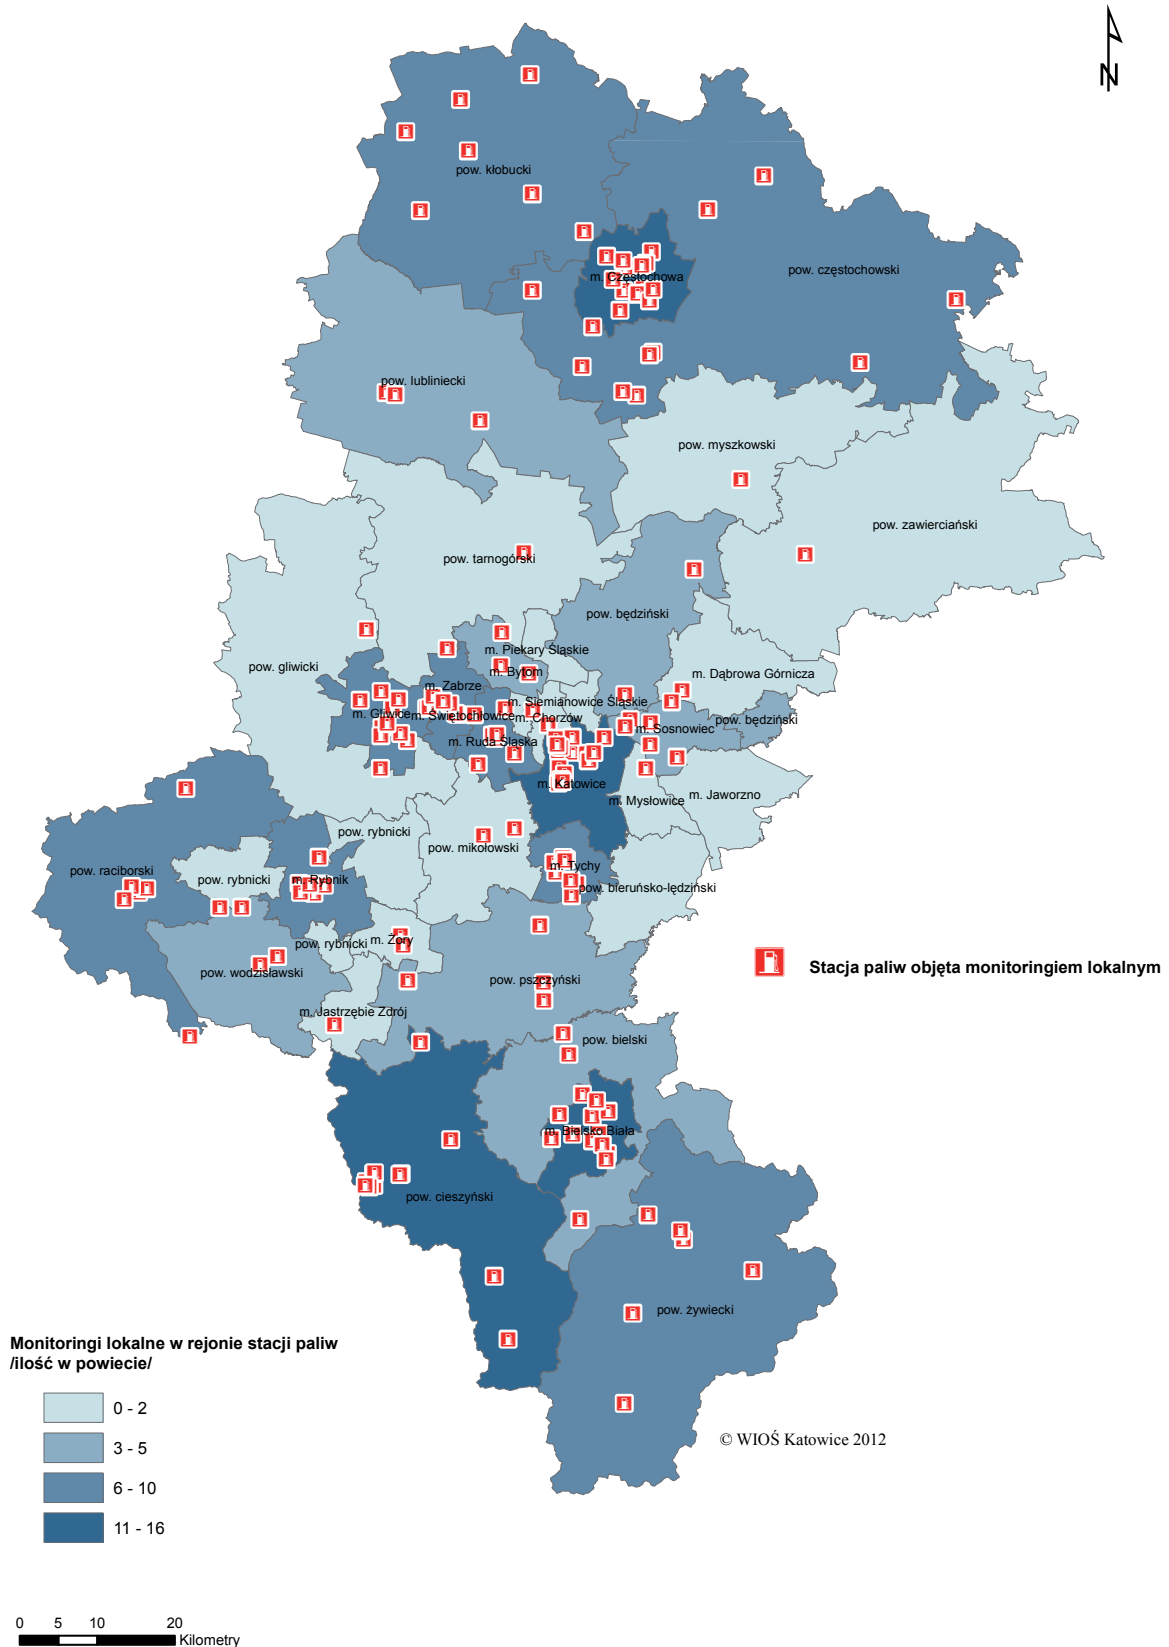 N
pow. kłobucki
pow. częstochowski
m. Częstochowa
pow. lubliniecki
pow. myszkowski
pow. zawierciański
pow. tarnogórski
pow. będziński
m. Piekary Śląskie
pow. gliwicki
m. Bytom
m. Dąbrowa Górnicza
m. Zabrze
m. Siemianowice Śląskie
m. Gliwice
m. Świętochłowice
m. Chorzów
pow. będziński
m. Sosnowiec
m. Ruda Śląska
m. Katowice
m. Jaworzno
m. Mysłowice
pow. rybnicki
pow. mikołowski
m. Tychy
pow. raciborski
pow. rybnicki
m. Rybnik
pow. bieruńsko-lędziński
pow. rybnicki
m. Żory
pow. wodzisławski
pow. pszczyński
Stacja paliw objęta monitoringiem lokalnym
m. Jastrzębie Zdrój
pow. bielski
m. Bielsko Biała
pow. cieszyński
pow. żywiecki
Monitoringi lokalne w rejonie stacji paliw
/ilość w powiecie/
0 - 2
3 - 5
6 - 10
11 - 16
© WIOŚ Katowice 2012
0 5 10 20
Kilometry